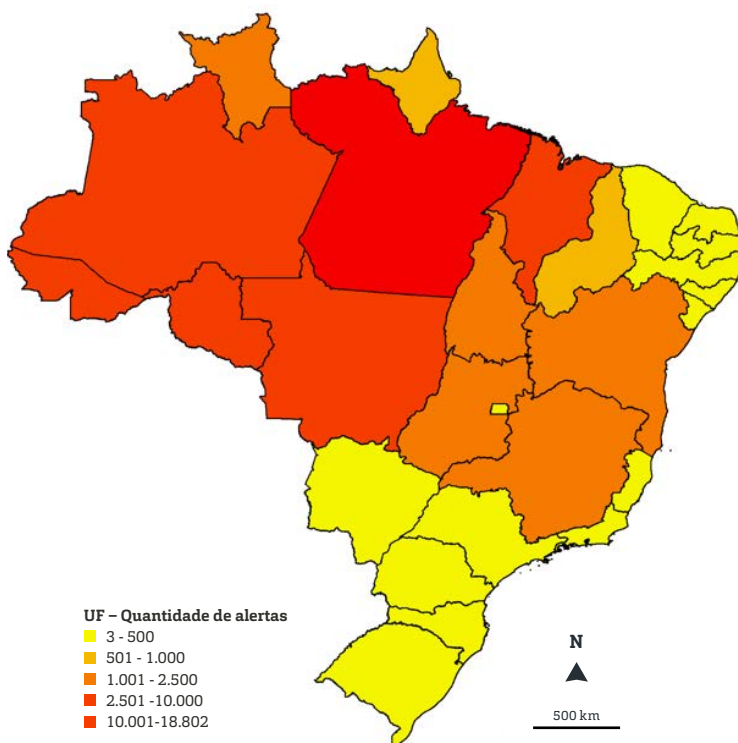 UF – Quantidade de alertas
3 - 500
501 - 1.000
1.001 - 2.500
2.501 -10.000
10.001-18.802
N
500 km